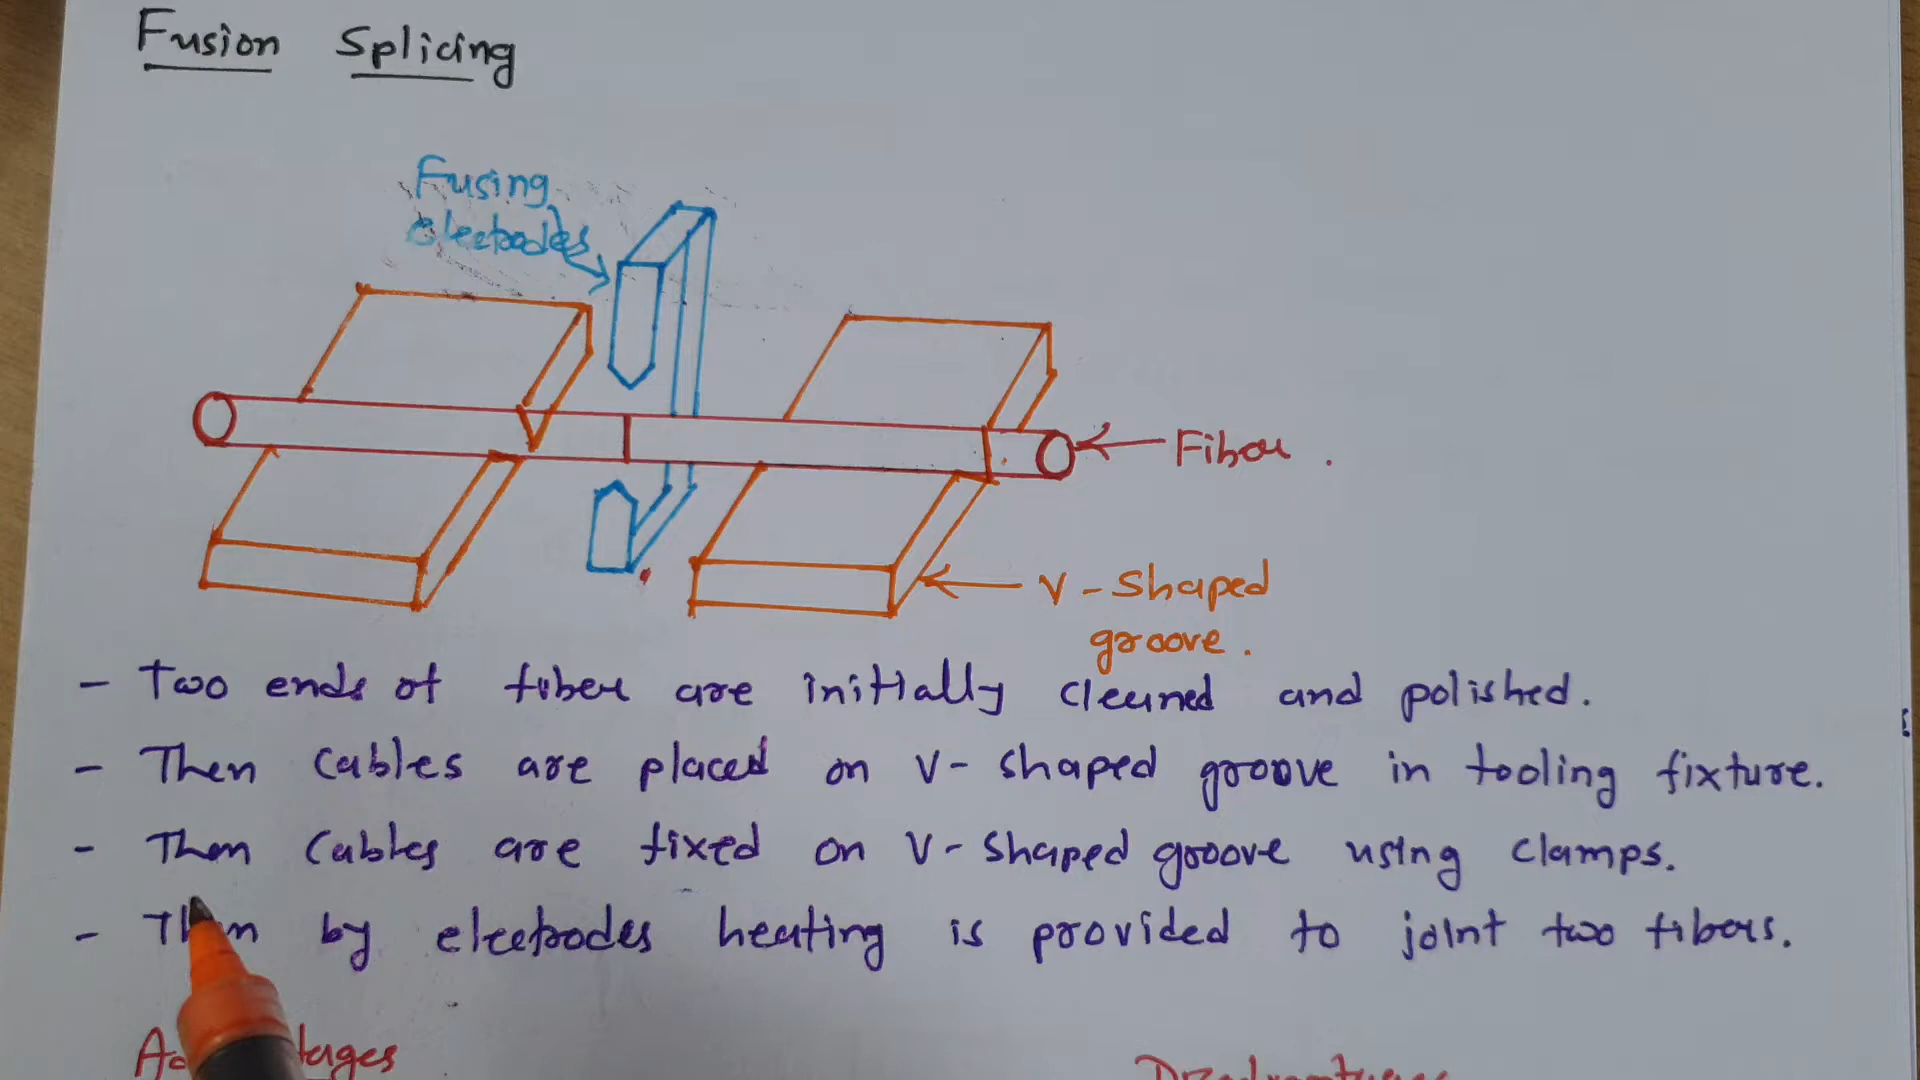 Fusion Splicing
Fusing
electrodes
Fiber .
V-Shaped
groove.
- Two ends of fiber are initially cleaned and polished.
- Then cables are placed on V-shaped groove in tooling fixture.
- Then cables are fixed on V-shaped groove using clamps.
- Then by electrodes heating is provided to joint two fibers.